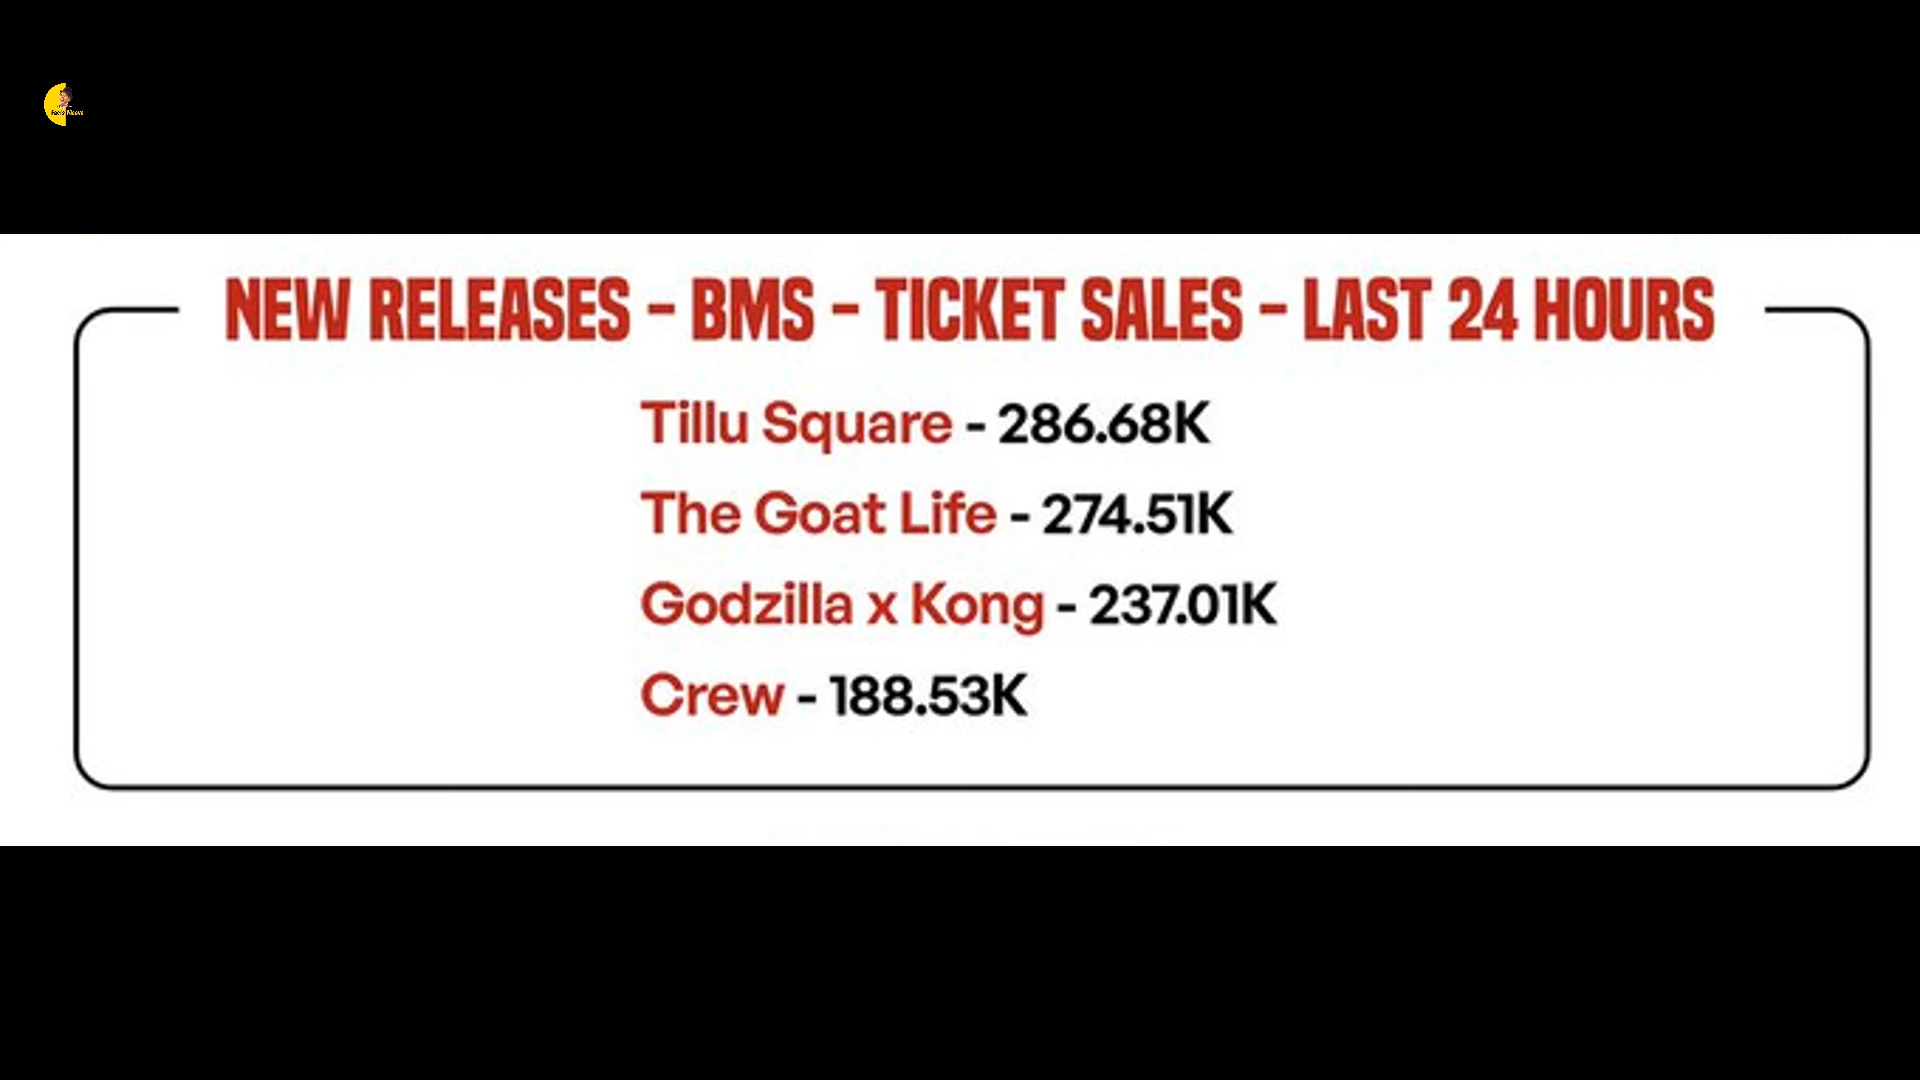 NEW RELEASES - BMS - TICKET SALES - LAST 24 HOURS
Tillu Square - 286.68K
The Goat Life - 274.51K
Godzilla x Kong - 237.01K
Crew - 188.53K